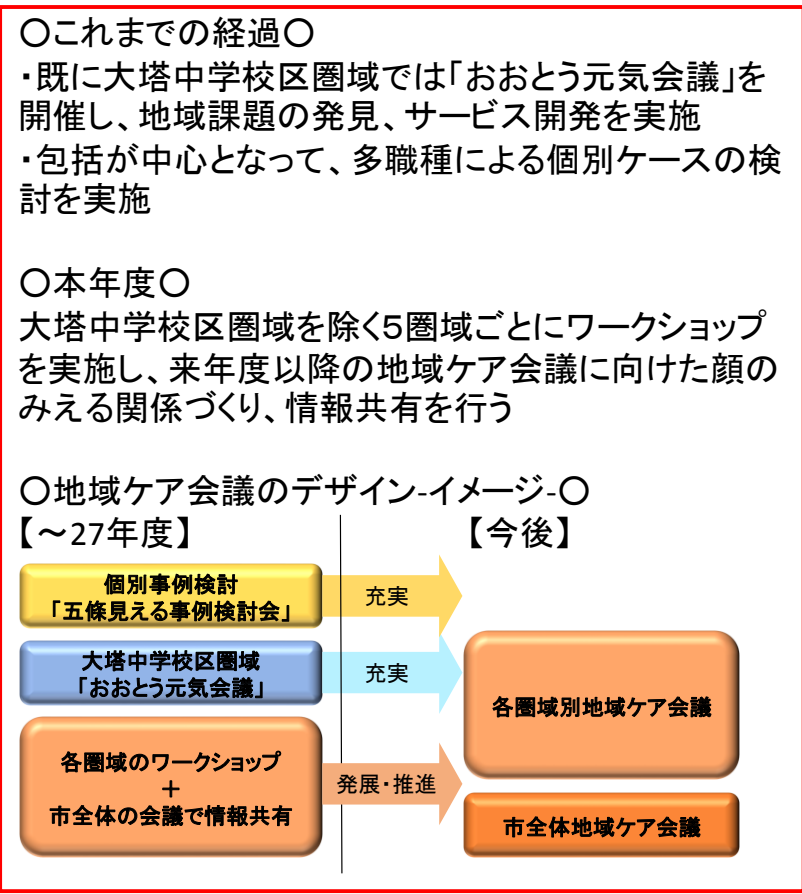 〇これまでの経過〇
・既に大塔中学校区圏域では「おおとう元気会議」を
開催し、地域課題の発見、サービス開発を実施
・包括が中心となって、多職種による個別ケースの検
討を実施
〇本年度〇
大塔中学校区圏域を除く５圏域ごとにワークショップ
を実施し、来年度以降の地域ケア会議に向けた顔の
みえる関係づくり、情報共有を行う
〇地域ケア会議のデザイン-イメージ-〇
【～27年度】
【今後】
個別事例検討
「五條見える事例検討会」
充実
大塔中学校区圏域
「おおとう元気会議」
充実
各圏域のワークショップ
＋
市全体の会議で情報共有
発展・推進
各圏域別地域ケア会議
市全体地域ケア会議